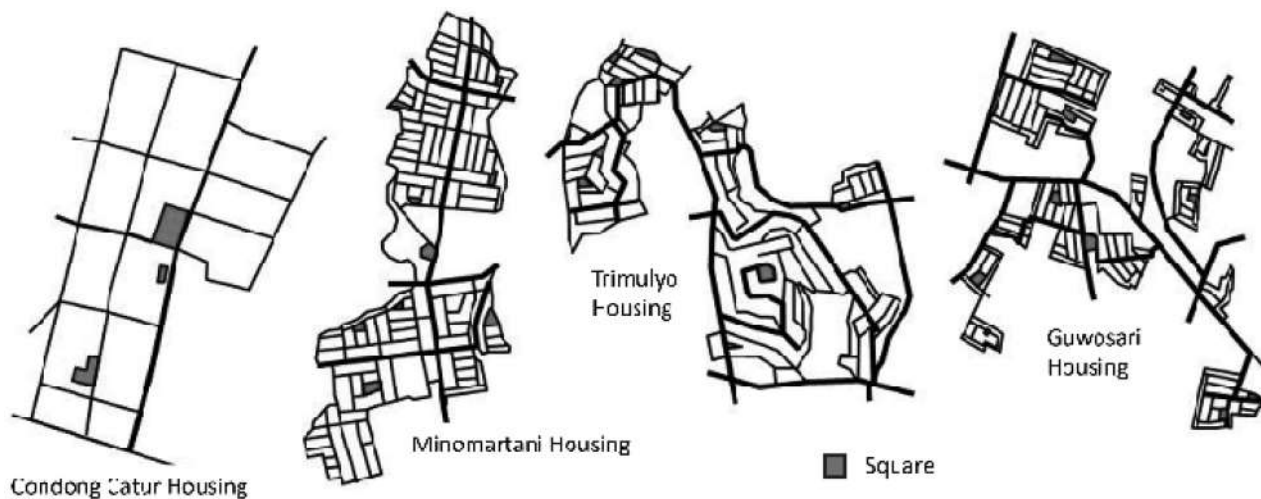 Trimulyo
Housing
Guwosari
Housing
Minomartani Housing
Square
Condong Catur Housing